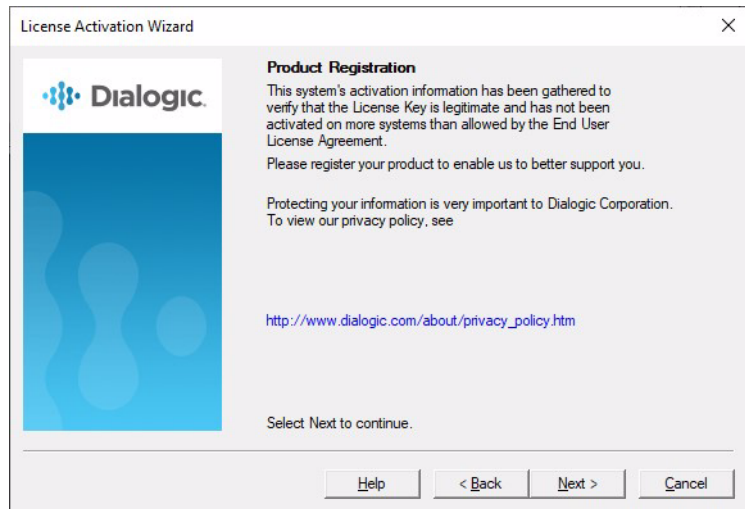 License Activation Wizard
Dialogic.
Product Registration
This system's activation information has been gathered to
verify that the License Key is legitimate and has not been
activated on more systems than allowed by the End User
License Agreement.
Please register your product to enable us to better support you.
Protecting your information is very important to Dialogic Corporation.
To view our privacy policy, see
http://www.dialogic.com/about/privacy_policy.htm
Select Next to continue.
Help < Back Next > Cancel